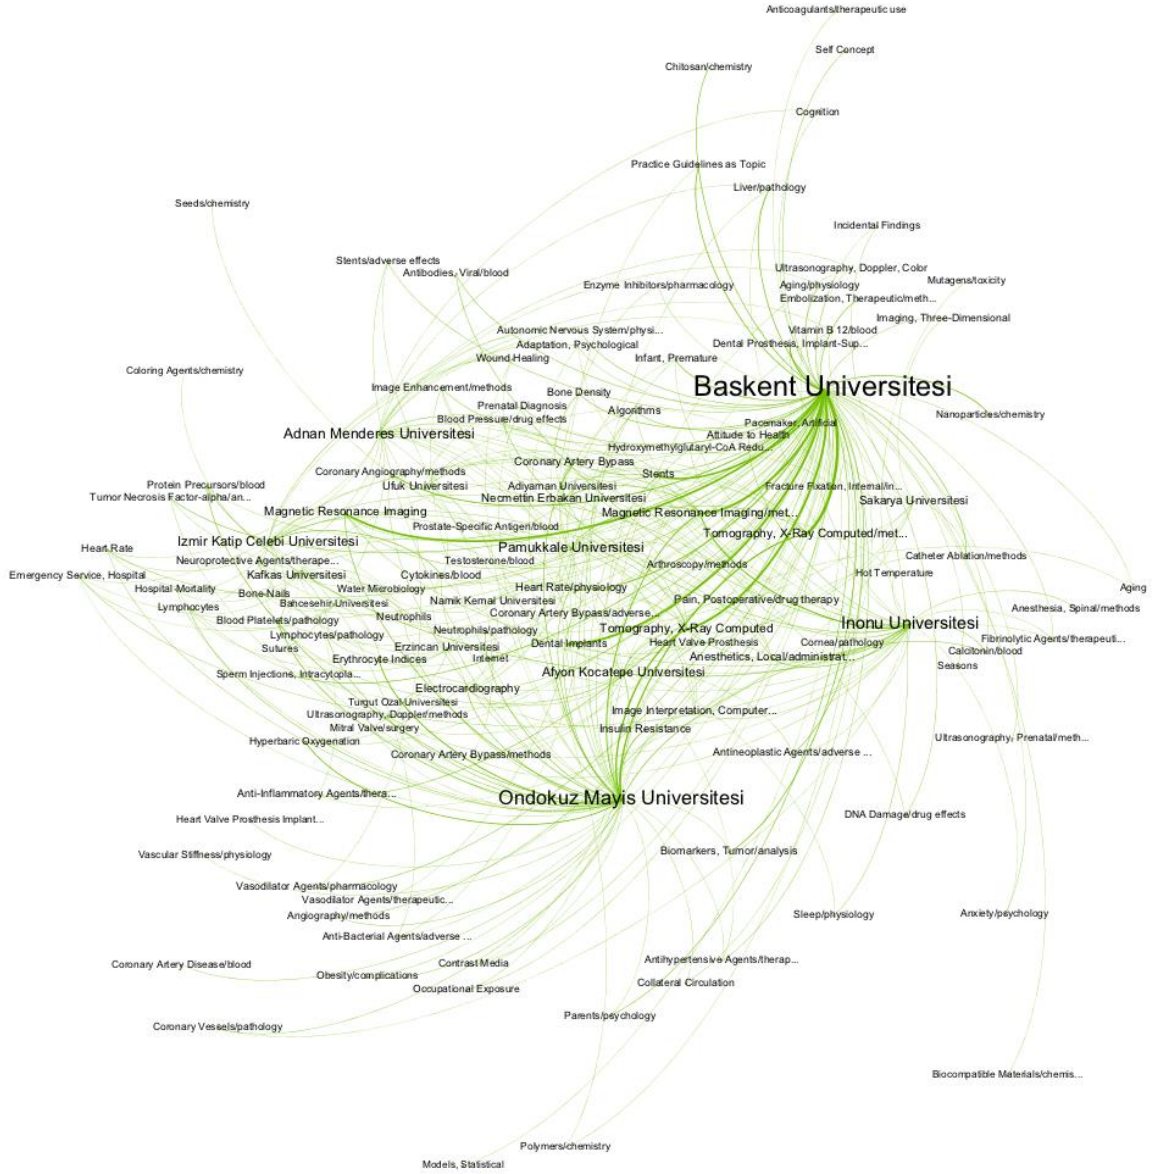 Anticoagulants/therapeutic use
Self Concept
Chitosan/chemistry
Cognition
Practice Guidelines as Topic
Liver/pathology
Seeds/chemistry
Incidental Findings
Stents/adverse effects
Ultrasonography, Doppler, Color
Antibodies, Viral/blood
Mutagens/toxicity
Enzyme Inhibitors/pharmacology
Aging/physiology
Embolization, Therapeutic/meth...
Imaging, Three-Dimensional
Autonomic Nervous System/physi...
Vitamin B 12/blood
Adaptation, Psychological
Dental Prosthesis, Implant-Sup...
Wound Healing
Infant, Premature
Coloring Agents/chemistry
Baskent Universitesi
Image Enhancement/methods
Bone Density
Prenatal Diagnosis
Algorithms
Nanoparticles/chemistry
Blood Pressure/drug effects
Pacemaker, Artificial
Adnan Menderes Universitesi
Attitude to Health
Hydroxymethylglutaryl-CoA Redu...
Coronary Artery Bypass
Coronary Angiography/methods
Stents
Protein Precursors/blood
Ufuk Universitesi
Adiyaman Universitesi
Fracture Fixation, Internal/in...
Tumor Necrosis Factor-alpha/an...
Necmettin Erbakan Universitesi
Sakarya Universitesi
Magnetic Resonance Imaging
Magnetic Resonance Imaging/met...
Prostate-Specific Antigen/blood
Tomography, X-Ray Computed/met...
Izmir Katip Celebi Universitesi
Heart Rate
Pamukkale Universitesi
Catheter Ablation/methods
Neuroprotective Agents/therape...
Testosterone/blood
Arthroscopy/methods
Emergency Service, Hospital
Kafkas Universitesi
Cytokines/blood
Hot Temperature
Hospital Mortality
Water Microbiology
Heart Rate/physiology
Aging
Bone Nails
Bahcesehir Universitesi
Namik Kemal Universitesi
Pain, Postoperative/drug therapy
Lymphocytes
Coronary Artery Bypass/adverse...
Anesthesia, Spinal/methods
Blood Platelets/pathology
Neutrophils
Inonu Universitesi
Lymphocytes/pathology
Neutrophils/pathology
Tomography, X-Ray Computed
Fibrinolytic Agents/therapeuti...
Sutures
Erzincan Universitesi
Dental Implants
Heart Valve Prosthesis
Cornea/pathology
Calcitonin/blood
Erythrocyte Indices
Internet
Anesthetics, Local/administrat...
Seasons
Sperm Injections, Intracytopla...
Afyon Kocatepe Universitesi
Electrocardiography
Turgut Ozal Universitesi
Ultrasonography, Doppler/methods
Image Interpretation, Computer...
Mitral Valve/surgery
Insulin Resistance
Hyperbaric Oxygenation
Ultrasonography, Prenatal/meth...
Coronary Artery Bypass/methods
Antineoplastic Agents/adverse ...
Anti-Inflammatory Agents/thera...
Ondokuz Mayis Universitesi
Heart Valve Prosthesis Implant...
DNA Damage/drug effects
Vascular Stiffness/physiology
Biomarkers, Tumor/analysis
Vasodilator Agents/pharmacology
Vasodilator Agents/therapeutic...
Angiography/methods
Sleep/physiology
Anxiety/psychology
Anti-Bacterial Agents/adverse ...
Coronary Artery Disease/blood
Contrast Media
Antihypertensive Agents/therap...
Obesity/complications
Collateral Circulation
Occupational Exposure
Parents/psychology
Coronary Vessels/pathology
Biocompatible Materials/chemis...
Polymers/chemistry
Models, Statistical